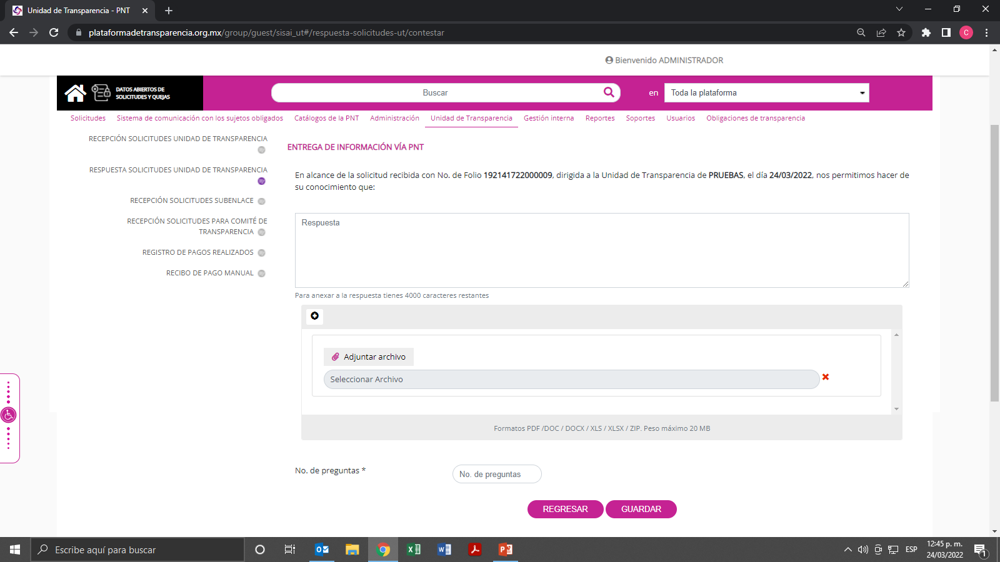 Unidad de Transparencia - PNT
plataformadetransparencia.org.mx/group/guest/sisai_ut#/respuesta-solicitudes-ut/contestar
C
Bienvenido ADMINISTRADOR
DATOS ABIERTOS DE
SOLICITUDES Y QUEJAS
Buscar
en
Toda la plataforma
Solicitudes
Sistema de comunicación con los sujetos obligados
Catálogos de la PNT
Administración
Unidad de Transparencia
Gestión interna
Reportes
Soportes
Usuarios
Obligaciones de transparencia
RECEPCIÓN SOLICITUDES UNIDAD DE TRANSPARENCIA
RESPUESTA SOLICITUDES UNIDAD DE TRANSPARENCIA
RECEPCIÓN SOLICITUDES SUBENLACE
RECEPCIÓN SOLICITUDES PARA COMITÉ DE
TRANSPARENCIA
REGISTRO DE PAGOS REALIZADOS
RECIBO DE PAGO MANUAL
ENTREGA DE INFORMACIÓN VÍA PNT
En alcance de la solicitud recibida con No. de Folio 192141722000009, dirigida a la Unidad de Transparencia de PRUEBAS, el día 24/03/2022, nos permitimos hacer de
su conocimiento que:
Respuesta
Para anexar a la respuesta tienes 4000 caracteres restantes
Adjuntar archivo
Seleccionar Archivo
Formatos PDF /DOC / DOCX / XLS / XLSX / ZIP. Peso máximo 20 MB
No. de preguntas *
No. de preguntas
REGRESAR
GUARDAR
Escribe aquí para buscar
ESP
12:45 p. m.
24/03/2022
1